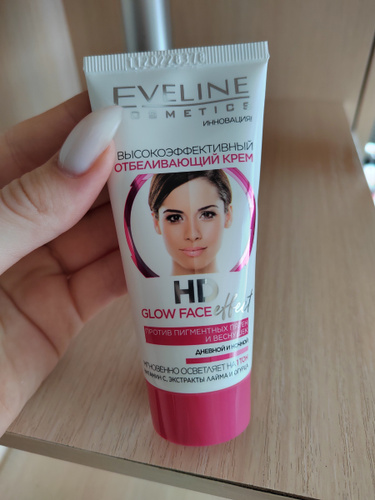 EVELINE
COSMETICS
ИННОВАЦИЯ!
ВЫСОКОЭФФЕКТИВНЫЙ
ОТБЕЛИВАЮЩИЙ КРЕМ
HD
GLOW FACE effect
ПРОТИВ ПИГМЕНТНЫХ ПЯТЕН
И ВЕСНУШЕК
ДНЕВНОЙ И НОЧНОЙ
МГНОВЕННО ОСВЕТЛЯЕТ НА 1 ТОН
ВИТАМИН С, ЭКСТРАКТЫ ЛАЙМА И ОГУРЦА